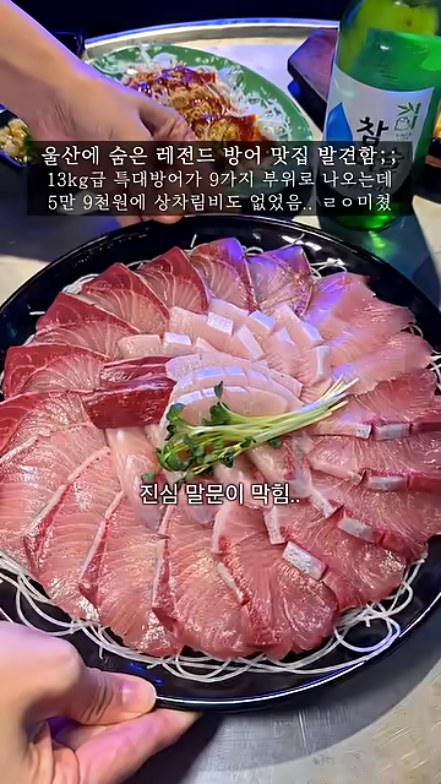 울산에 숨은 레전드 방어 맛집 발견함;;
13kg급 특대방어가 9가지 부위로 나오는데
5만 9천원에 상차림비도 없었음.. ㄹㅇ미쳤
진심 말문이 막힘..
참